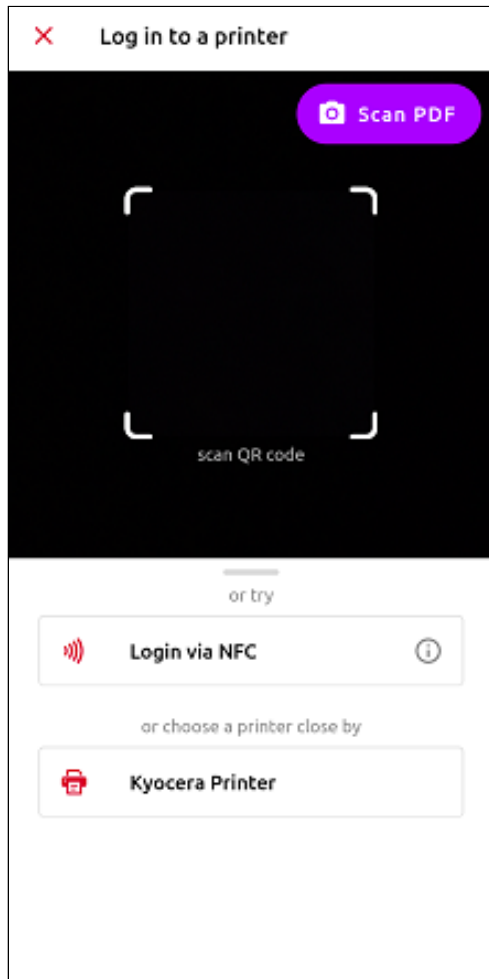 Log in to a printer
Scan PDF
scan QR code
or try
Login via NFC
or choose a printer close by
Kyocera Printer